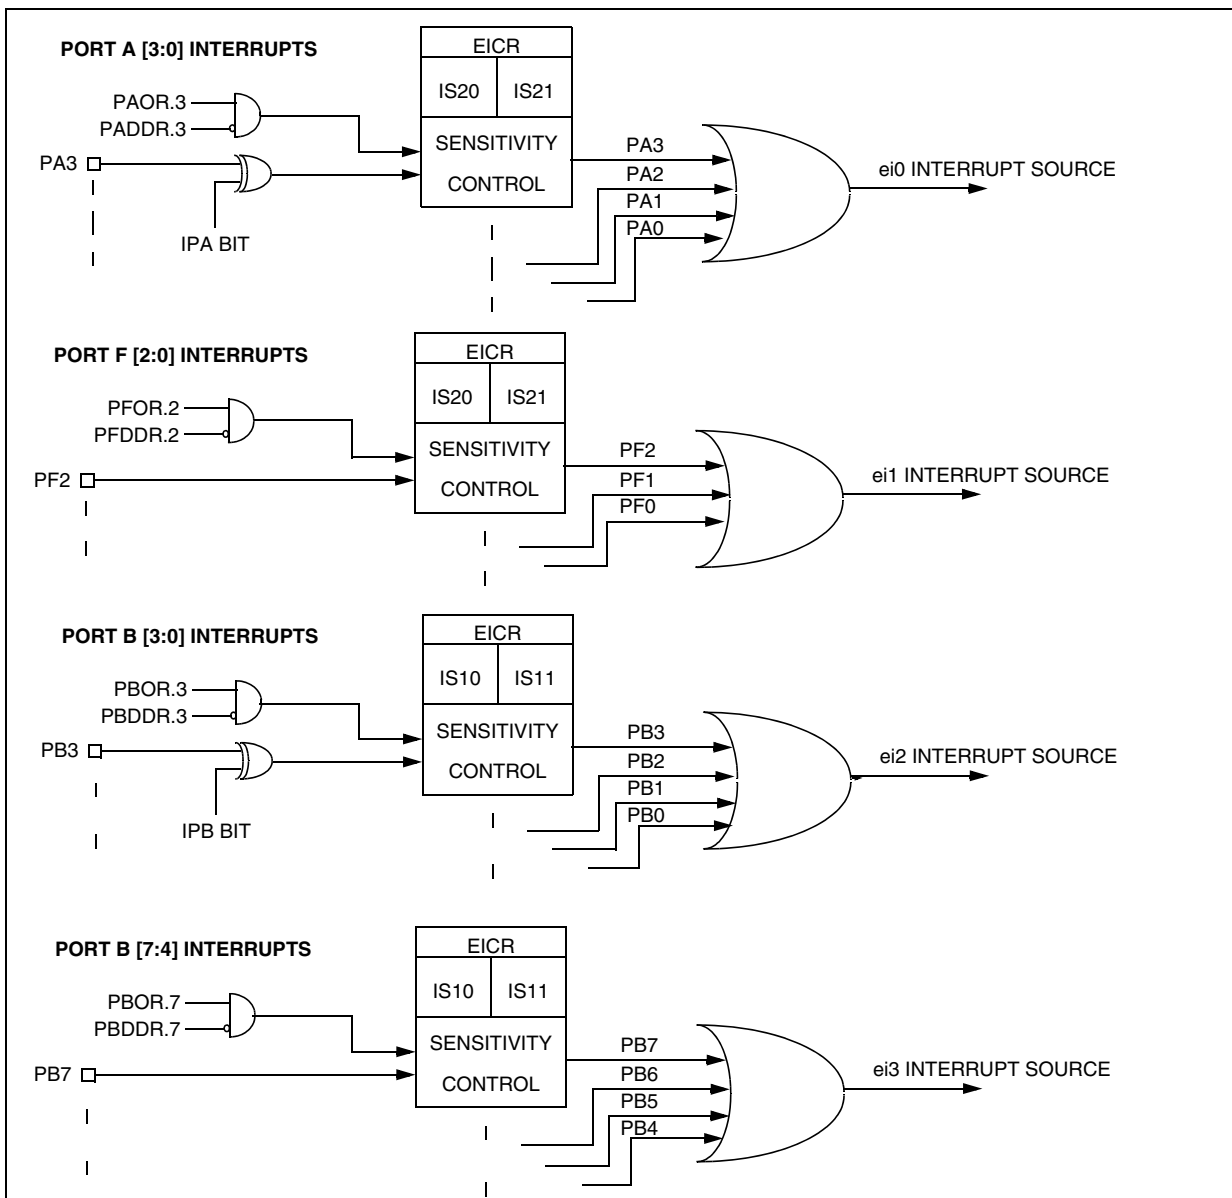 PORT A [3:0] INTERRUPTS
EICR
IS20 IS21
PAOR.3
PADDR.3
SENSITIVITY
CONTROL
PA3
IPA BIT
PA3
PA2
PA1
PA0
ei0 INTERRUPT SOURCE
PORT F [2:0] INTERRUPTS
EICR
IS20 IS21
PFOR.2
PFDDR.2
SENSITIVITY
CONTROL
PF2
PF2
PF1
PF0
ei1 INTERRUPT SOURCE
PORT B [3:0] INTERRUPTS
EICR
IS10 IS11
PBOR.3
PBDDR.3
SENSITIVITY
CONTROL
PB3
IPB BIT
PB3
PB2
PB1
PB0
ei2 INTERRUPT SOURCE
PORT B [7:4] INTERRUPTS
EICR
IS10 IS11
PBOR.7
PBDDR.7
SENSITIVITY
CONTROL
PB7
PB7
PB6
PB5
PB4
ei3 INTERRUPT SOURCE